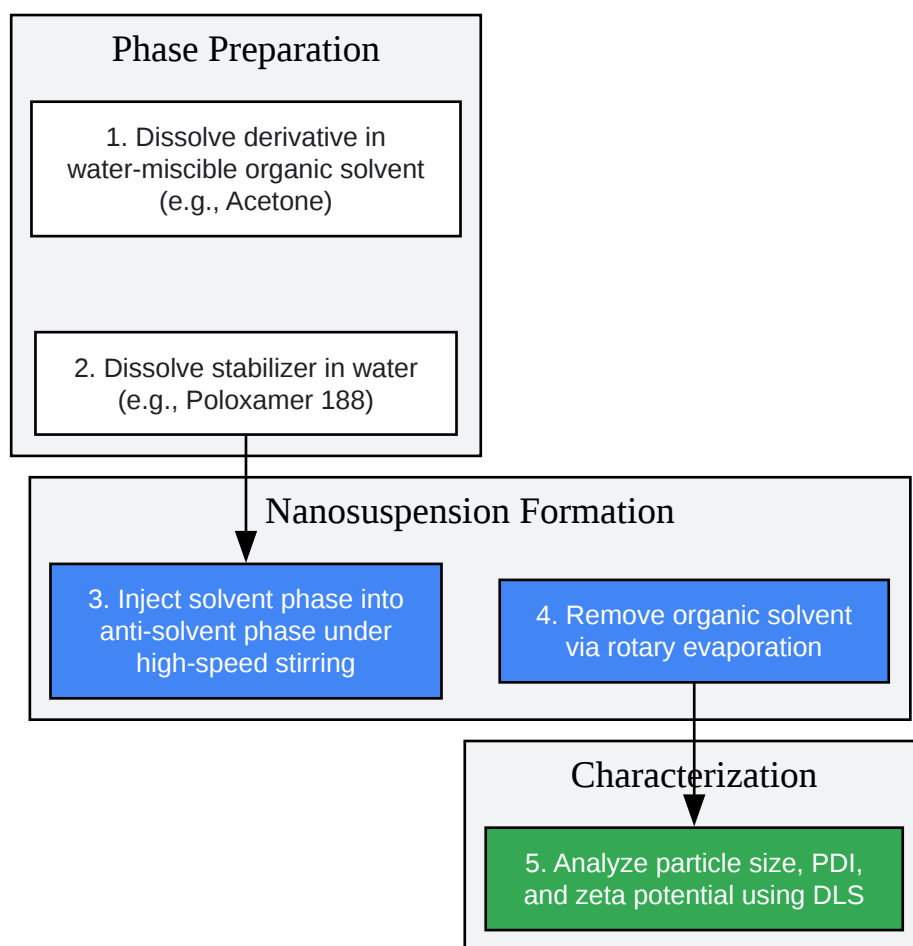 Phase Preparation
1. Dissolve derivative in
water-miscible organic solvent
(e.g., Acetone)
2. Dissolve stabilizer in water
(e.g., Poloxamer 188)
Nanosuspension Formation
3. Inject solvent phase into
anti-solvent phase under
high-speed stirring
4. Remove organic solvent
via rotary evaporation
Characterization
5. Analyze particle size, PDI,
and zeta potential using DLS